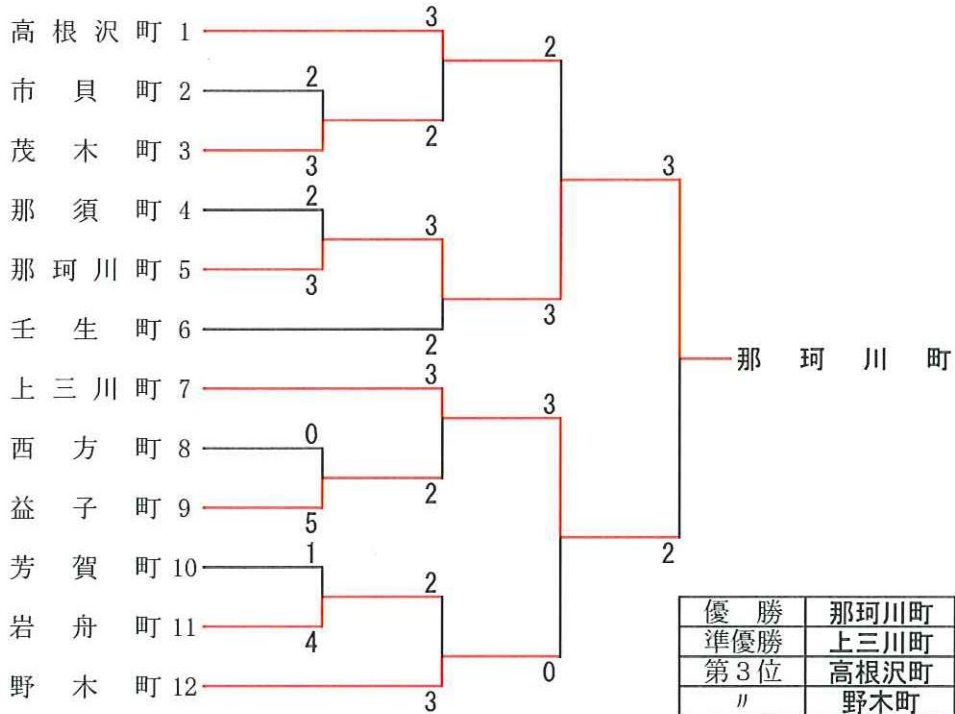 高根沢町 1
3
2
市貝町 2
2
茂木町 3
3
2
3
那須町 4
2
3
那珂川町 5
3
3
壬生町 6
2
那珂川町
上三川町 7
3
3
西方町 8
0
益子町 9
5
2
2
芳賀町 10
1
2
岩舟町 11
4
0
野木町 12
3
優勝 那珂川町
準優勝 上三川町
第3位 高根沢町
〃 野木町